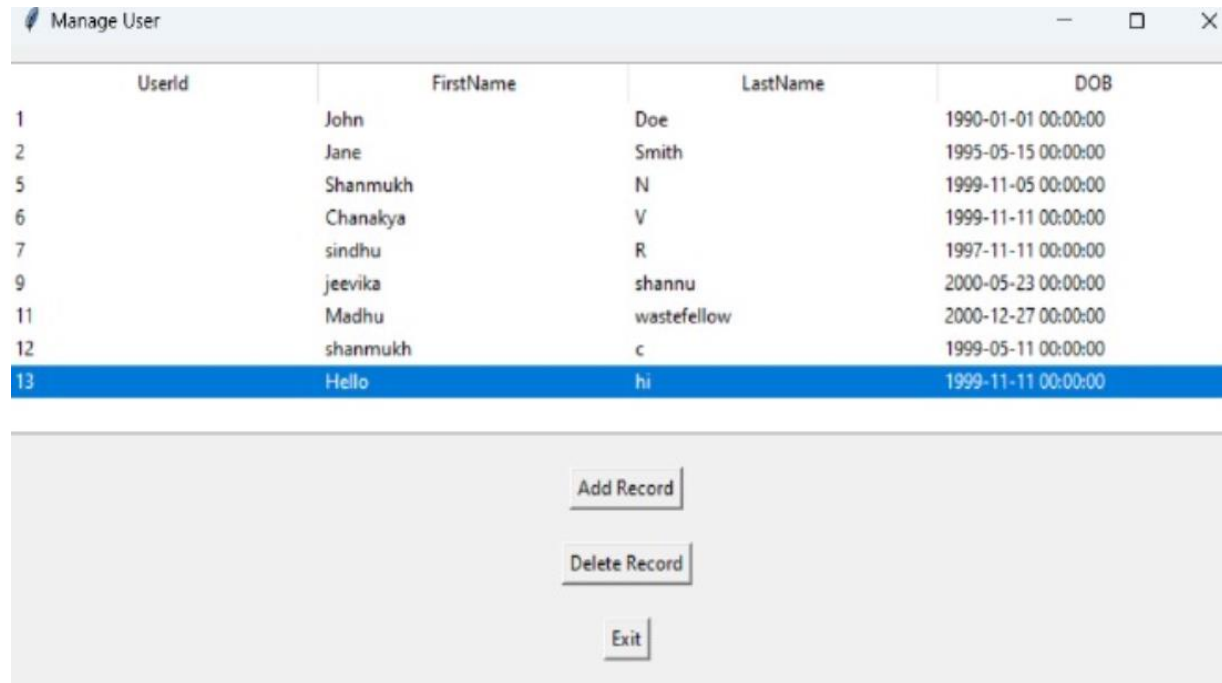 Manage User
UserId FirstName LastName DOB
1 John Doe 1990-01-01 00:00:00
2 Jane Smith 1995-05-15 00:00:00
5 Shanmukh N 1999-11-05 00:00:00
6 Chanakya V 1999-11-11 00:00:00
7 sindhu R 1997-11-11 00:00:00
9 jeevika shannu 2000-05-23 00:00:00
11 Madhu wastefellow 2000-12-27 00:00:00
12 shanmukh c 1999-05-11 00:00:00
13 Hello hi 1999-11-11 00:00:00
Add Record
Delete Record
Exit